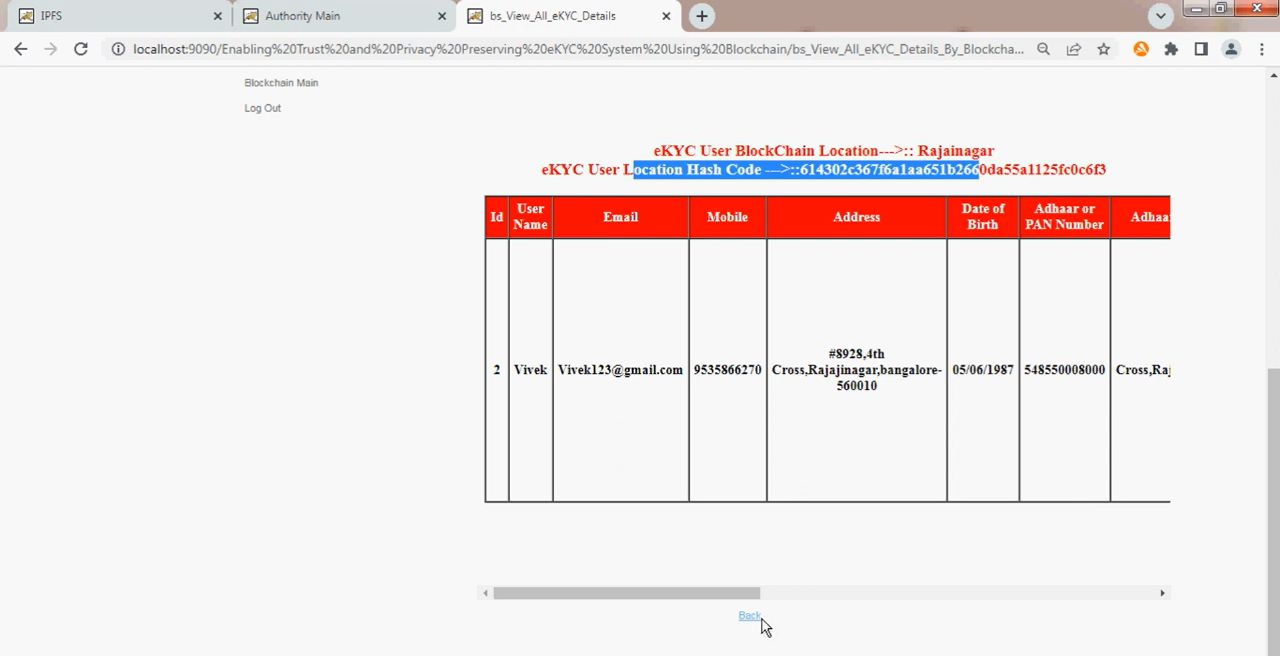 IPFS
Authority Main
bs_View_All_eKYC_Details
localhost:9090/Enabling%20Trust%20and%20Privacy%20Preserving%20eKYC%20System%20Using%20Blockchain/bs_View_All_eKYC_Details_By_Blockcha...
Blockchain Main
Log Out
eKYC User BlockChain Location--->:: Rajainagar
eKYC User Location Hash Code --->::614302c367f6a1aa651b2660da55a1125fc0c6f3
Id User Name Email Mobile Address Date of Birth Adhaar or PAN Number Adhaar
2 Vivek Vivek123@gmail.com 9535866270 #8928,4th Cross,Rajajinagar,bangalore-560010 05/06/1987 548550008000 Cross,Raj
Back